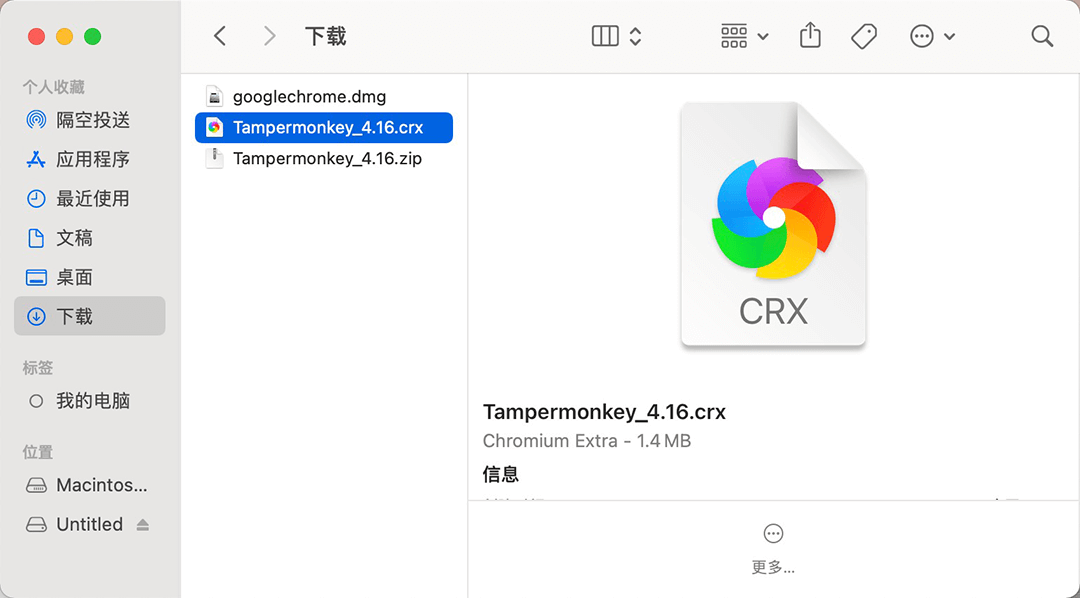 下载
个人收藏
隔空投送
应用程序
最近使用
文稿
桌面
下载
标签
我的电脑
位置
Macintos...
Untitled
googlechrome.dmg
Tampermonkey_4.16.crx
Tampermonkey_4.16.zip
CRX
Tampermonkey_4.16.crx
Chromium Extra - 1.4 MB
信息
更多...